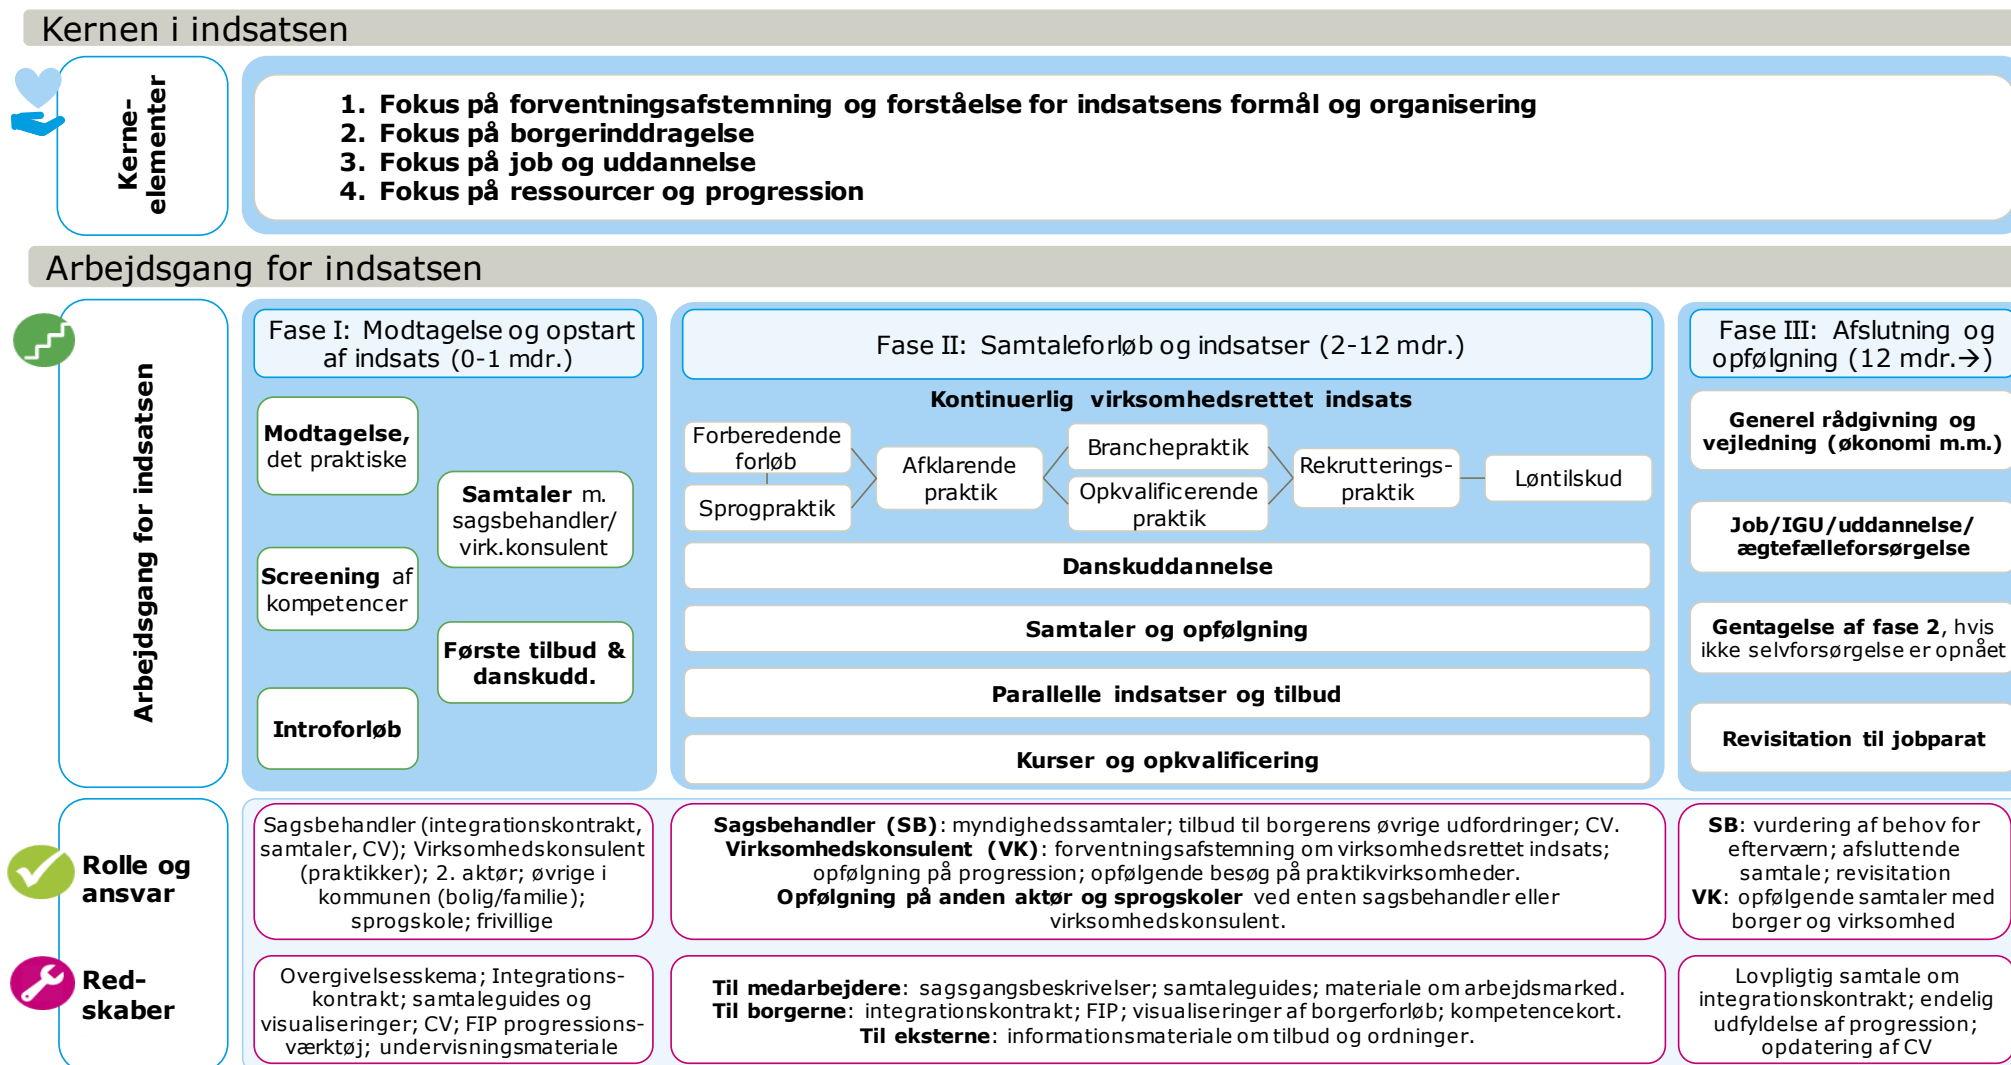 Kernen i indsatsen
Kerne-
elementer
1. Fokus på forventningsafstemning og forståelse for indsatsens formål og organisering
2. Fokus på borgerinddragelse
3. Fokus på job og uddannelse
4. Fokus på ressourcer og progression
Arbejdsgang for indsatsen
Arbejdsgang for indsatsen
Fase I: Modtagelse og opstart
af indsats (0-1 mdr.)
Modtagelse,
det praktiske
Samtaler m.
sagsbehandler/
virk.konsulent
Screening af
kompetencer
Første tilbud &
danskudd.
Introforløb
Fase II: Samtaleforløb og indsatser (2-12 mdr.)
Kontinuerlig virksomhedsrettet indsats
Forberedende
forløb
Sprogpraktik
Afklarende
praktik
Branchepraktik
Opkvalificerende
praktik
Rekrutterings-
praktik
Løntilskud
Danskuddannelse
Samtaler og opfølgning
Parallelle indsatser og tilbud
Kurser og opkvalificering
Fase III: Afslutning og
opfølgning (12 mdr.→)
Generel rådgivning og
vejledning (økonomi m.m.)
Job/IGU/uddannelse/
ægtefælleforsørgelse
Gentagelse af fase 2, hvis
ikke selvforsørgelse er opnået
Revisitation til jobparat
Rolle og
ansvar
Sagsbehandler (integrationskontrakt,
samtaler, CV); Virksomhedskonsulent
(praktikker); 2. aktør; øvrige i
kommunen (bolig/familie);
sprogskole; frivillige
Sagsbehandler (SB): myndighedssamtaler; tilbud til borgerens øvrige udfordringer; CV.
Virksomhedskonsulent (VK): forventningsafstemning om virksomhedsrettet indsats;
opfølgning på progression; opfølgende besøg på praktikvirksomheder.
Opfølgning på anden aktør og sprogskoler ved enten sagsbehandler eller
virksomhedskonsulent.
SB: vurdering af behov for
efterværn; afsluttende
samtale; revisitation
VK: opfølgende samtaler med
borger og virksomhed
Red-
skaber
Overgivelsesskema; Integrations-
kontrakt; samtaleguides og
visualiseringer; CV; FIP progressions-
værktøj; undervisningsmateriale
Til medarbejdere: sagsgangsbeskrivelser; samtaleguides; materiale om arbejdsmarked.
Til borgerne: integrationskontrakt; FIP; visualiseringer af borgerforløb; kompetencekort.
Til eksterne: informationsmateriale om tilbud og ordninger.
Lovpligtig samtale om
integrationskontrakt; endelig
udfyldelse af progression;
opdatering af CV